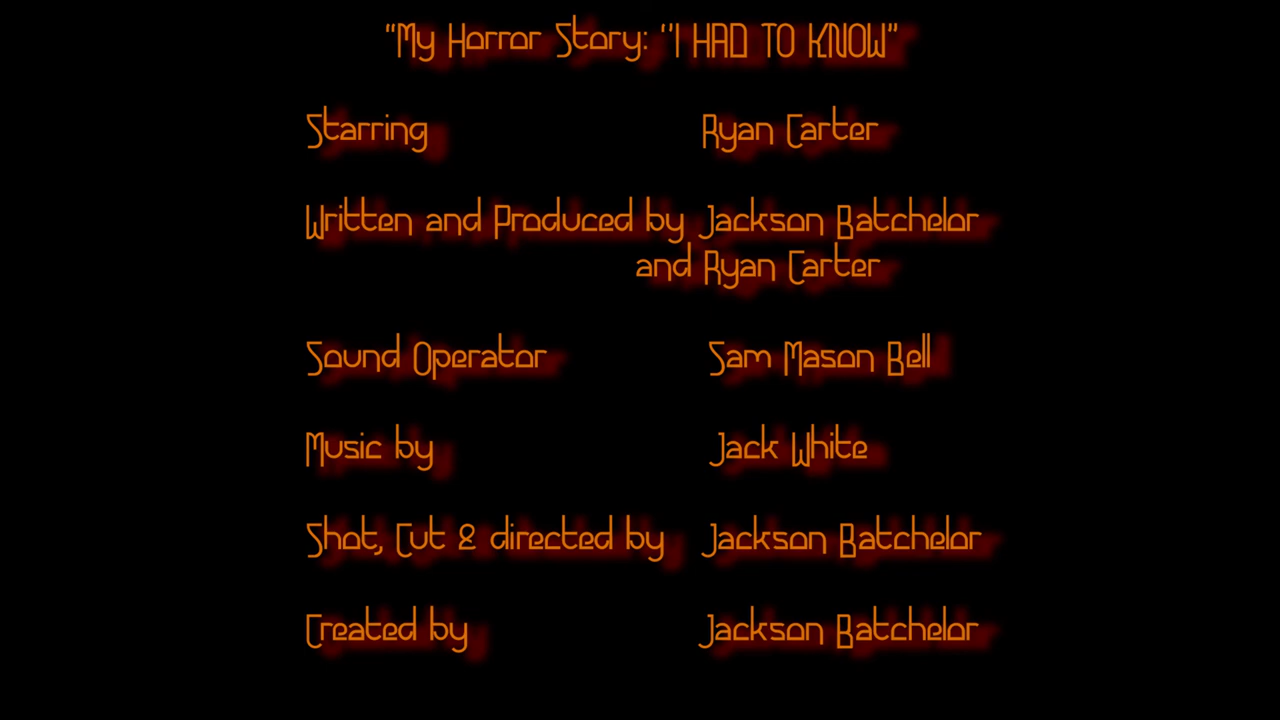 "My Horror Story: ''I HAD TO KNOW"
Starring Ryan Carter
Written and Produced by Jackson Batchelor
and Ryan Carter
Sound Operator Sam Mason Bell
Music by Jack White
Shot, Cut & directed by Jackson Batchelor
Created by Jackson Batchelor